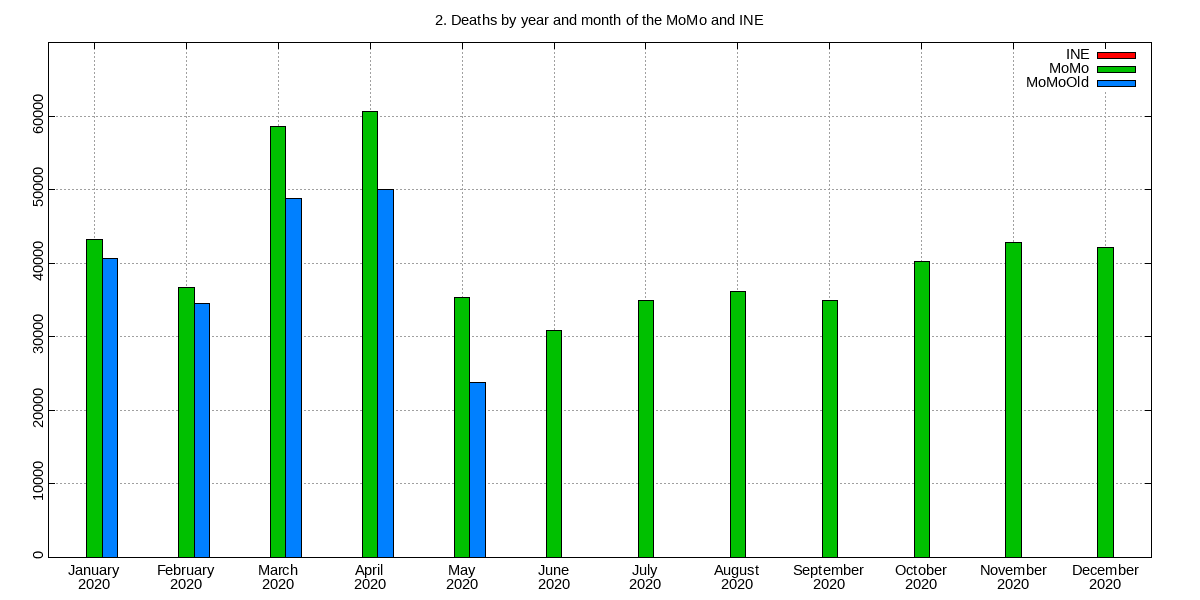 2. Deaths by year and month of the MoMo and INE
INE
MoMo
MoMoOld
60000
50000
40000
30000
20000
10000
0
January
2020
February
2020
March
2020
April
2020
May
2020
June
2020
July
2020
August
2020
September
2020
October
2020
November
2020
December
2020